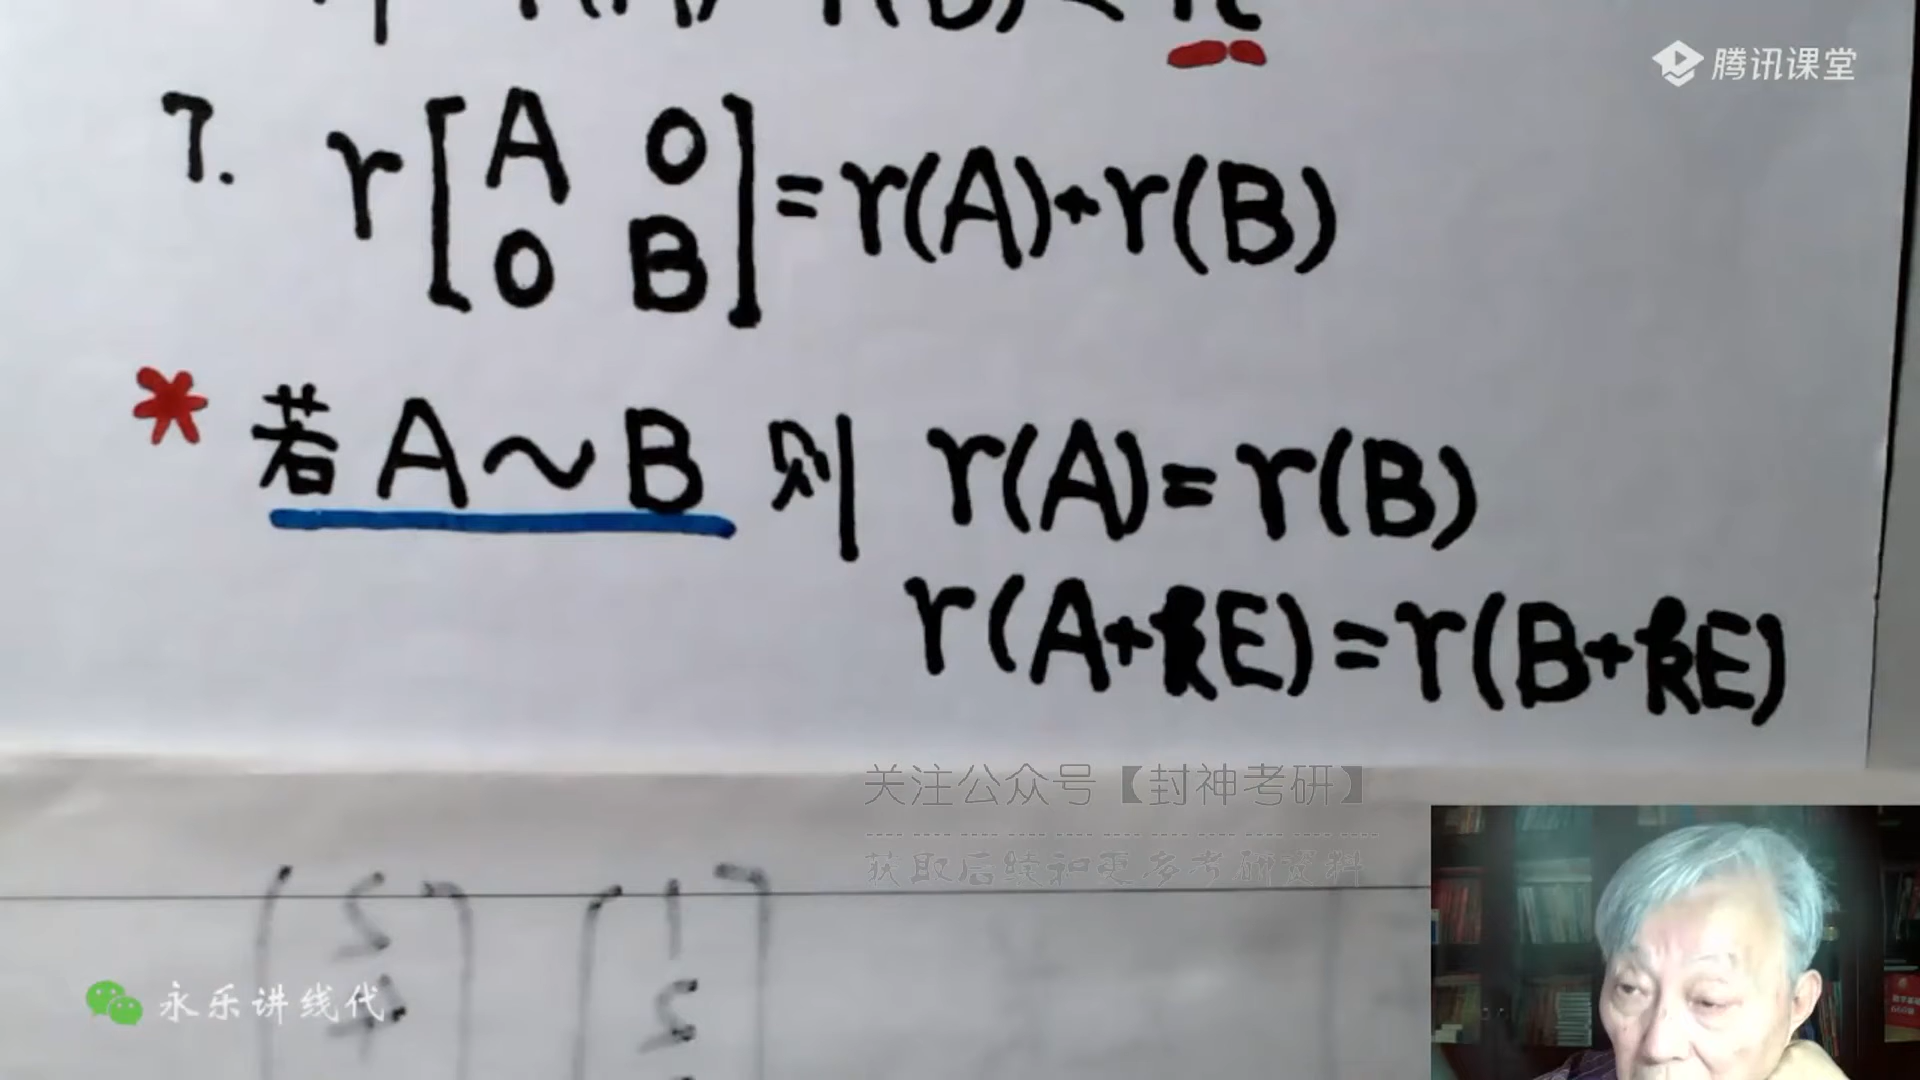 r(A) r(B)
腾讯课堂
7. r[A 0
0 B]=r(A)+r(B)
* 若 A~B 则 r(A)=r(B)
r(A+kE)=r(B+kE)
关注公众号【封神考研】
获取后续和更多考研资料
永乐讲线代